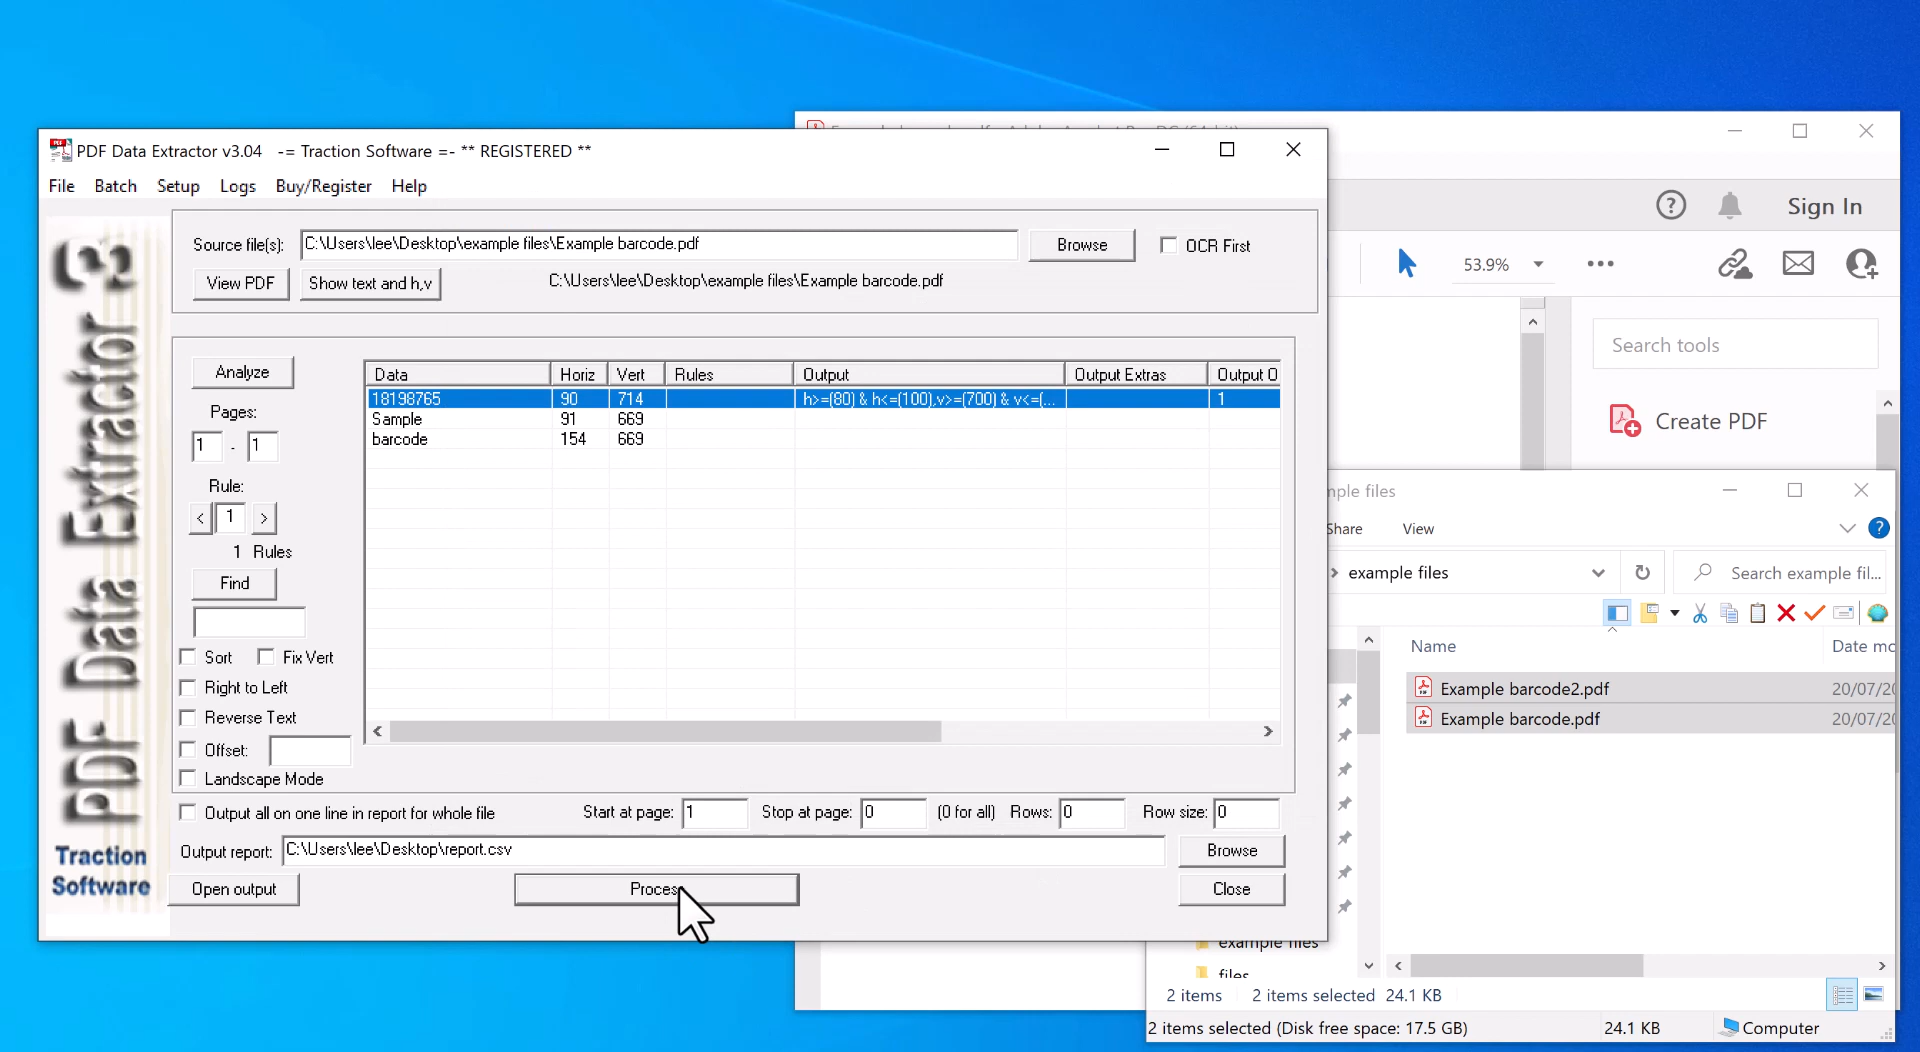 PDF Data Extractor v3.04   -= Traction Software =- ** REGISTERED **
File Batch Setup Logs Buy/Register Help
Source file(s): C:\Users\lee\Desktop\example files\Example barcode.pdf Browse OCR First
View PDF Show text and h,v C:\Users\lee\Desktop\example files\Example barcode.pdf
Analyze
Pages:
1 - 1
Rule:
< 1 >
1 Rules
Find
Sort Fix Vert
Right to Left
Reverse Text
Offset:
Landscape Mode
Data Horiz Vert Rules Output Output Extras Output O
18198765 90 714 h>=(80) & h<=(100),v>=(700) & v<=(... 1
Sample 91 669
barcode 154 669
Output all on one line in report for whole file Start at page: 1 Stop at page: 0 (0 for all) Rows: 0 Row size: 0
Output report: C:\Users\lee\Desktop\report.csv Browse
Open output Proces Close
PDF Data Extractor 3
Traction
Software
Sign In
53.9%
Search tools
Create PDF
mple files
Share View
example files Search example fil...
Name Date mo
Example barcode2.pdf 20/07/20
Example barcode.pdf 20/07/20
example files
files
2 items 2 items selected 24.1 KB
2 items selected (Disk free space: 17.5 GB) 24.1 KB Computer